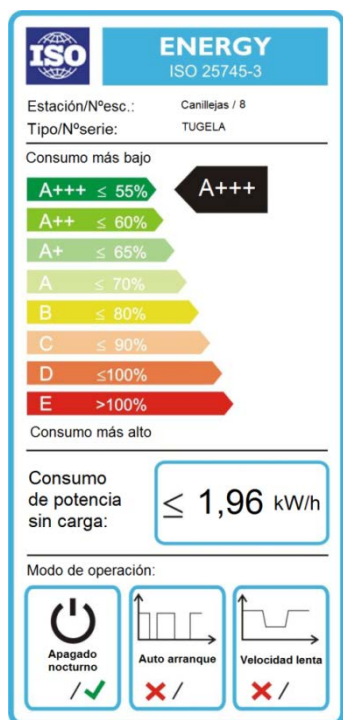 ISO
ENERGY
ISO 25745-3
Estación/Nºesc.: Canillejas / 8
Tipo/Nºserie: TUGELA
Consumo más bajo
A+++ ≤ 55% A+++
A++ ≤ 60%
A+ ≤ 65%
A ≤ 70%
B ≤ 80%
C ≤ 90%
D ≤100%
E >100%
Consumo más alto
Consumo
de potencia
sin carga:
≤ 1,96 kW/h
Modo de operación:
Apagado
nocturno
/ ✓
Auto arranque
✗ /
Velocidad lenta
✗ /